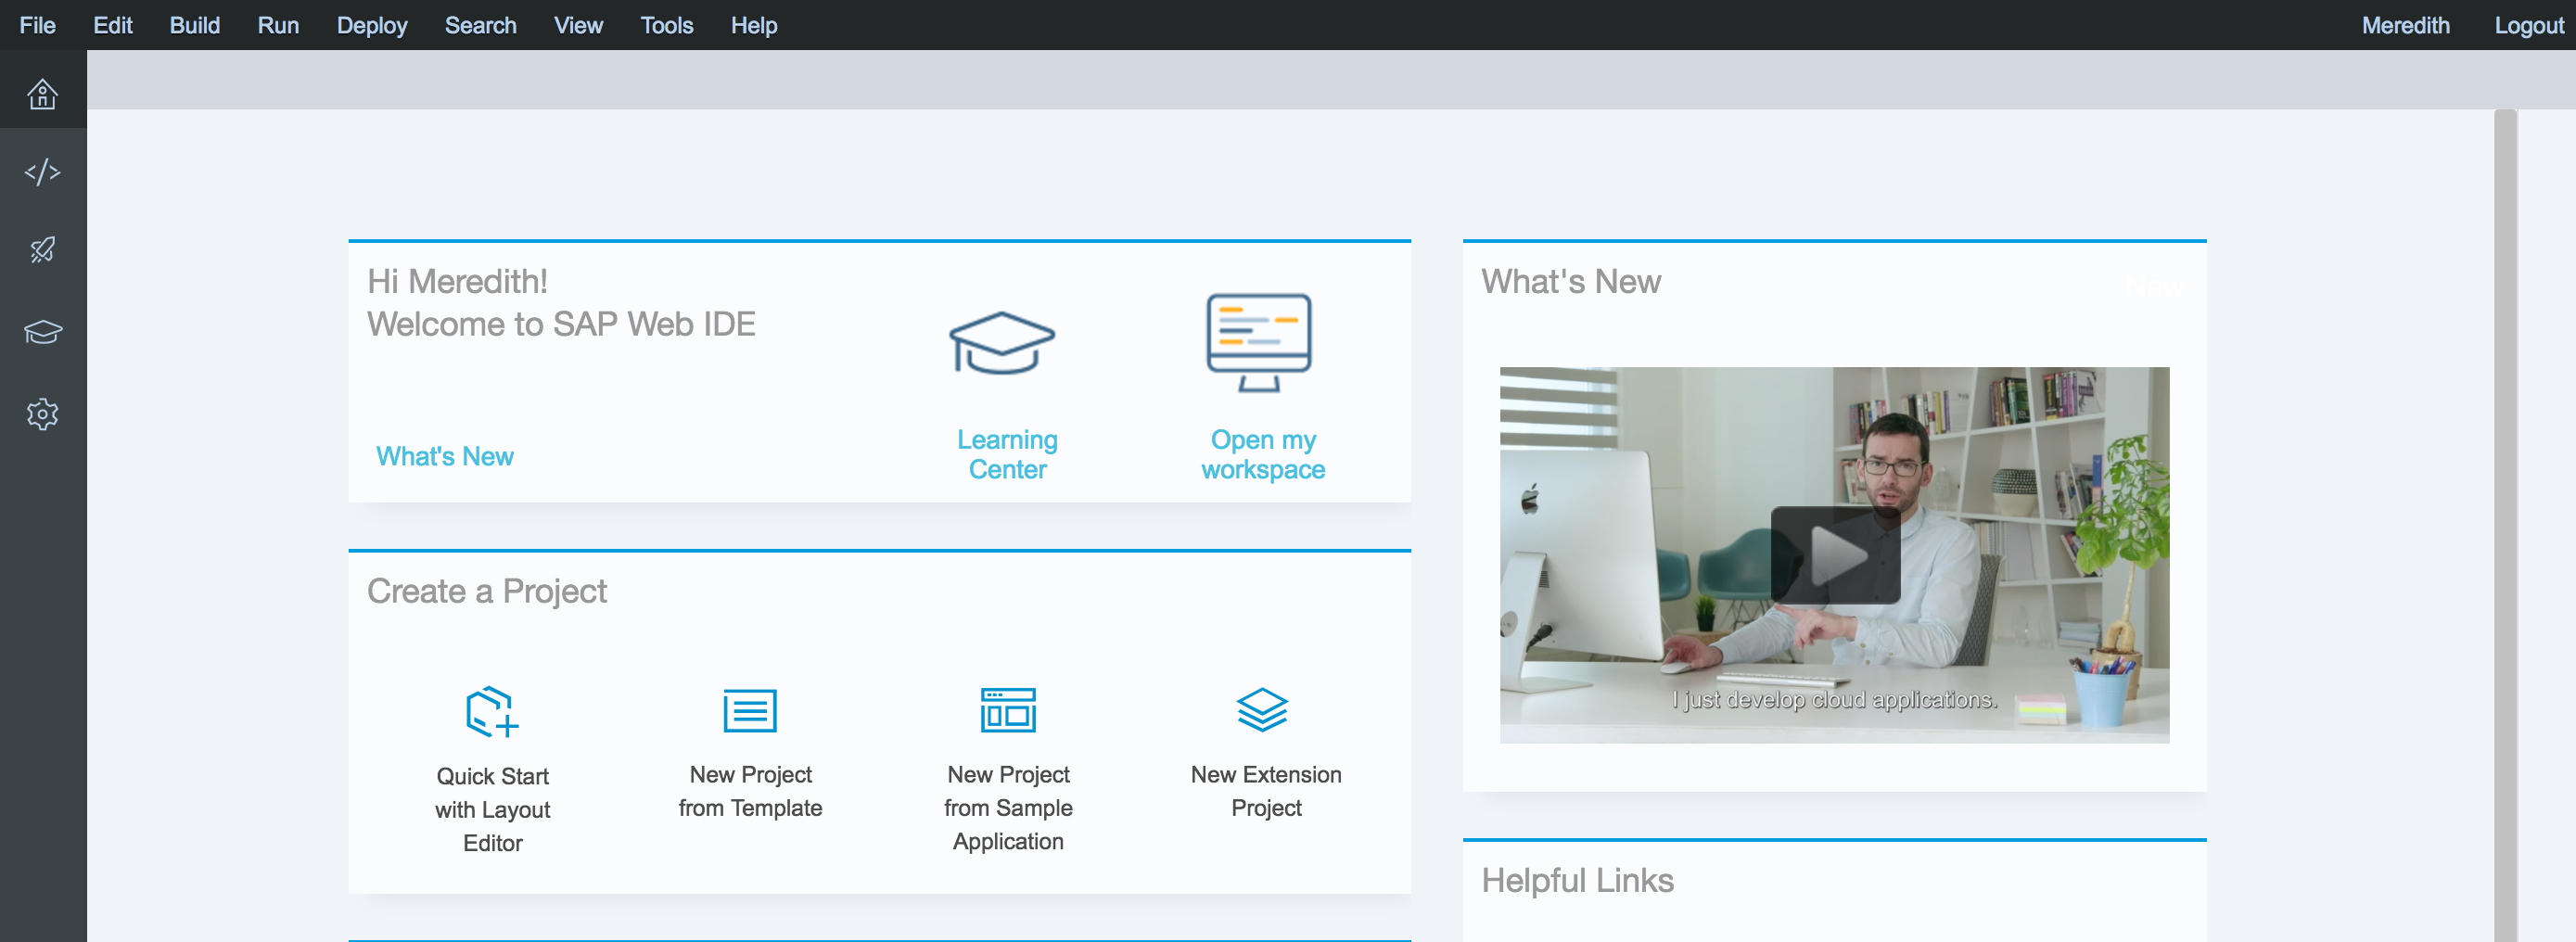 File Edit Build Run Deploy Search View Tools Help Meredith Logout
Hi Meredith!
Welcome to SAP Web IDE
What's New
Learning
Center
Open my
workspace
Create a Project
Quick Start
with Layout
Editor
New Project
from Template
New Project
from Sample
Application
New Extension
Project
What's New
New
I just develop cloud applications.
Helpful Links